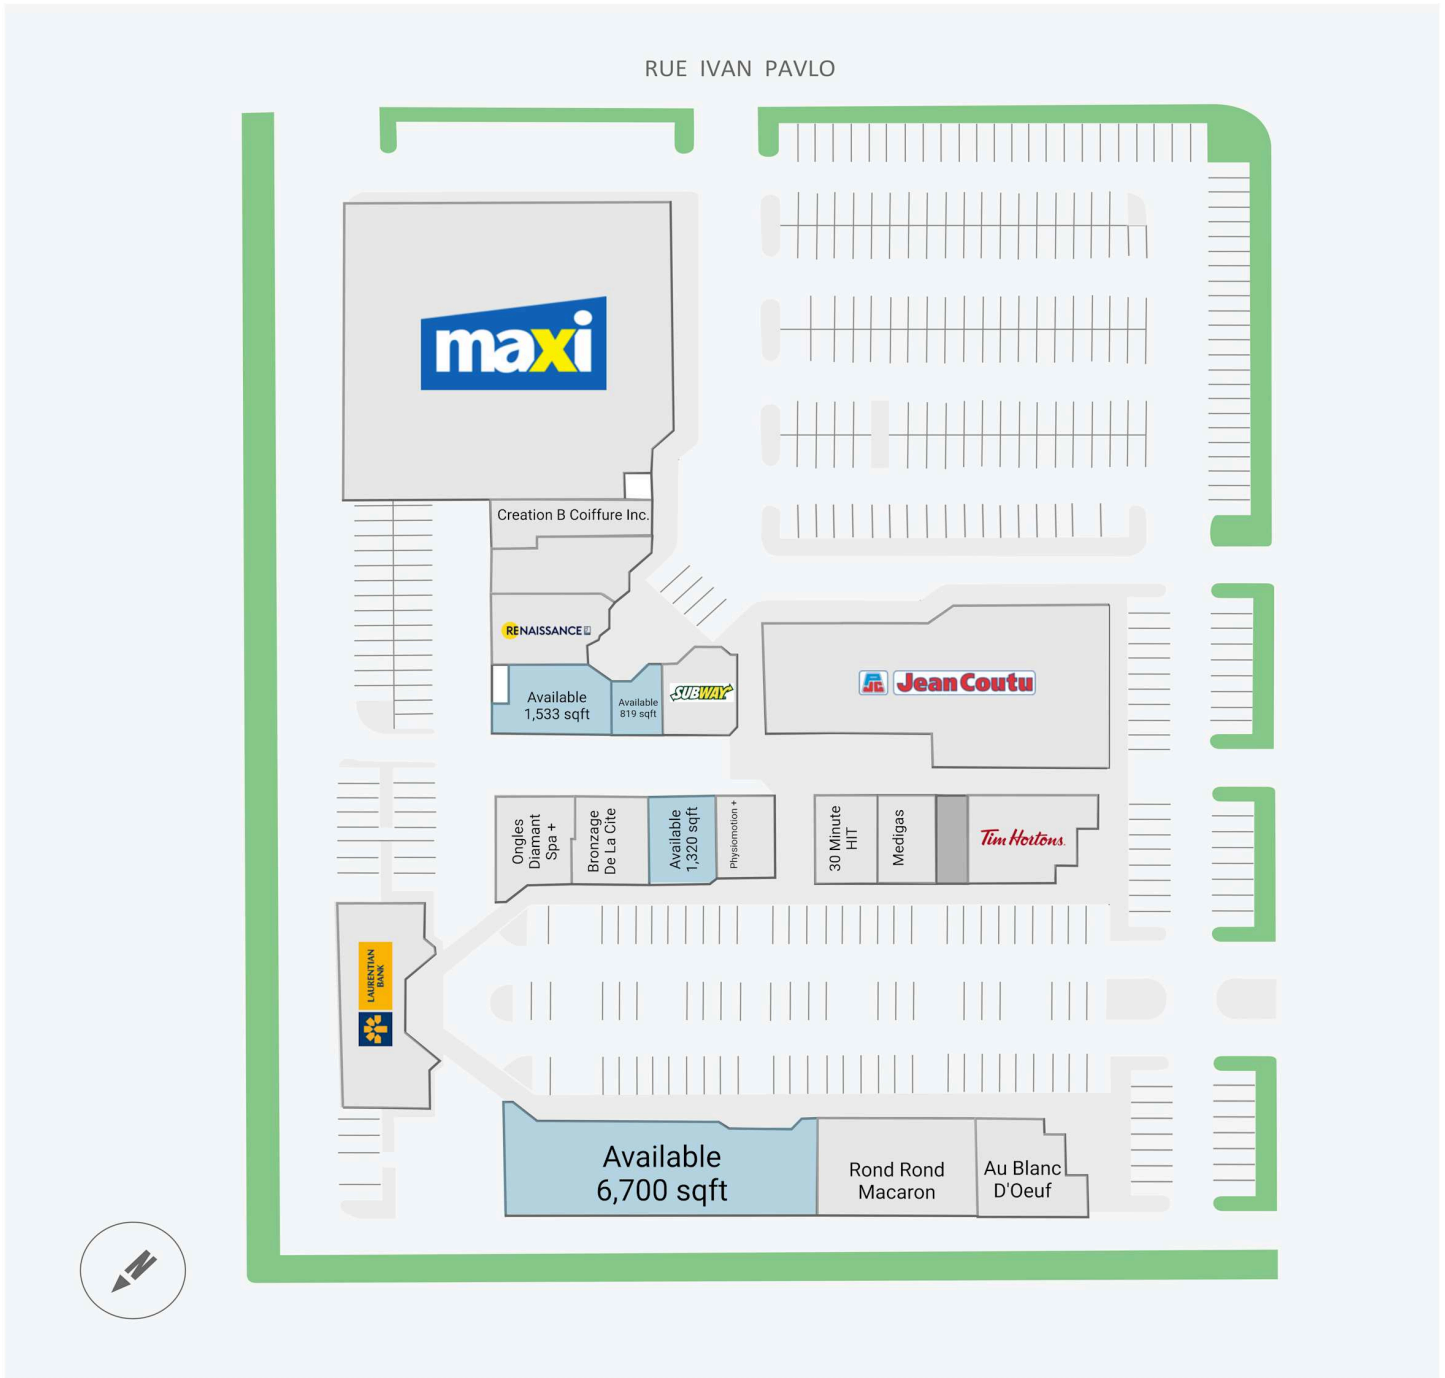 RUE IVAN PAVLO
maxi
Creation B Coiffure Inc.
RENAISSANCE
Available
1,533 sqft
Available
819 sqft
SUBWAY
PJC
Jean Coutu
Ongles
Diamant
Spa +
Bronzage
De La Cite
Available
1,320 sqft
Physiomotion +
30 Minute
HIT
Medigas
Tim Hortons.
LAURENTIAN
BANK
Available
6,700 sqft
Rond Rond
Macaron
Au Blanc
D'Oeuf
N